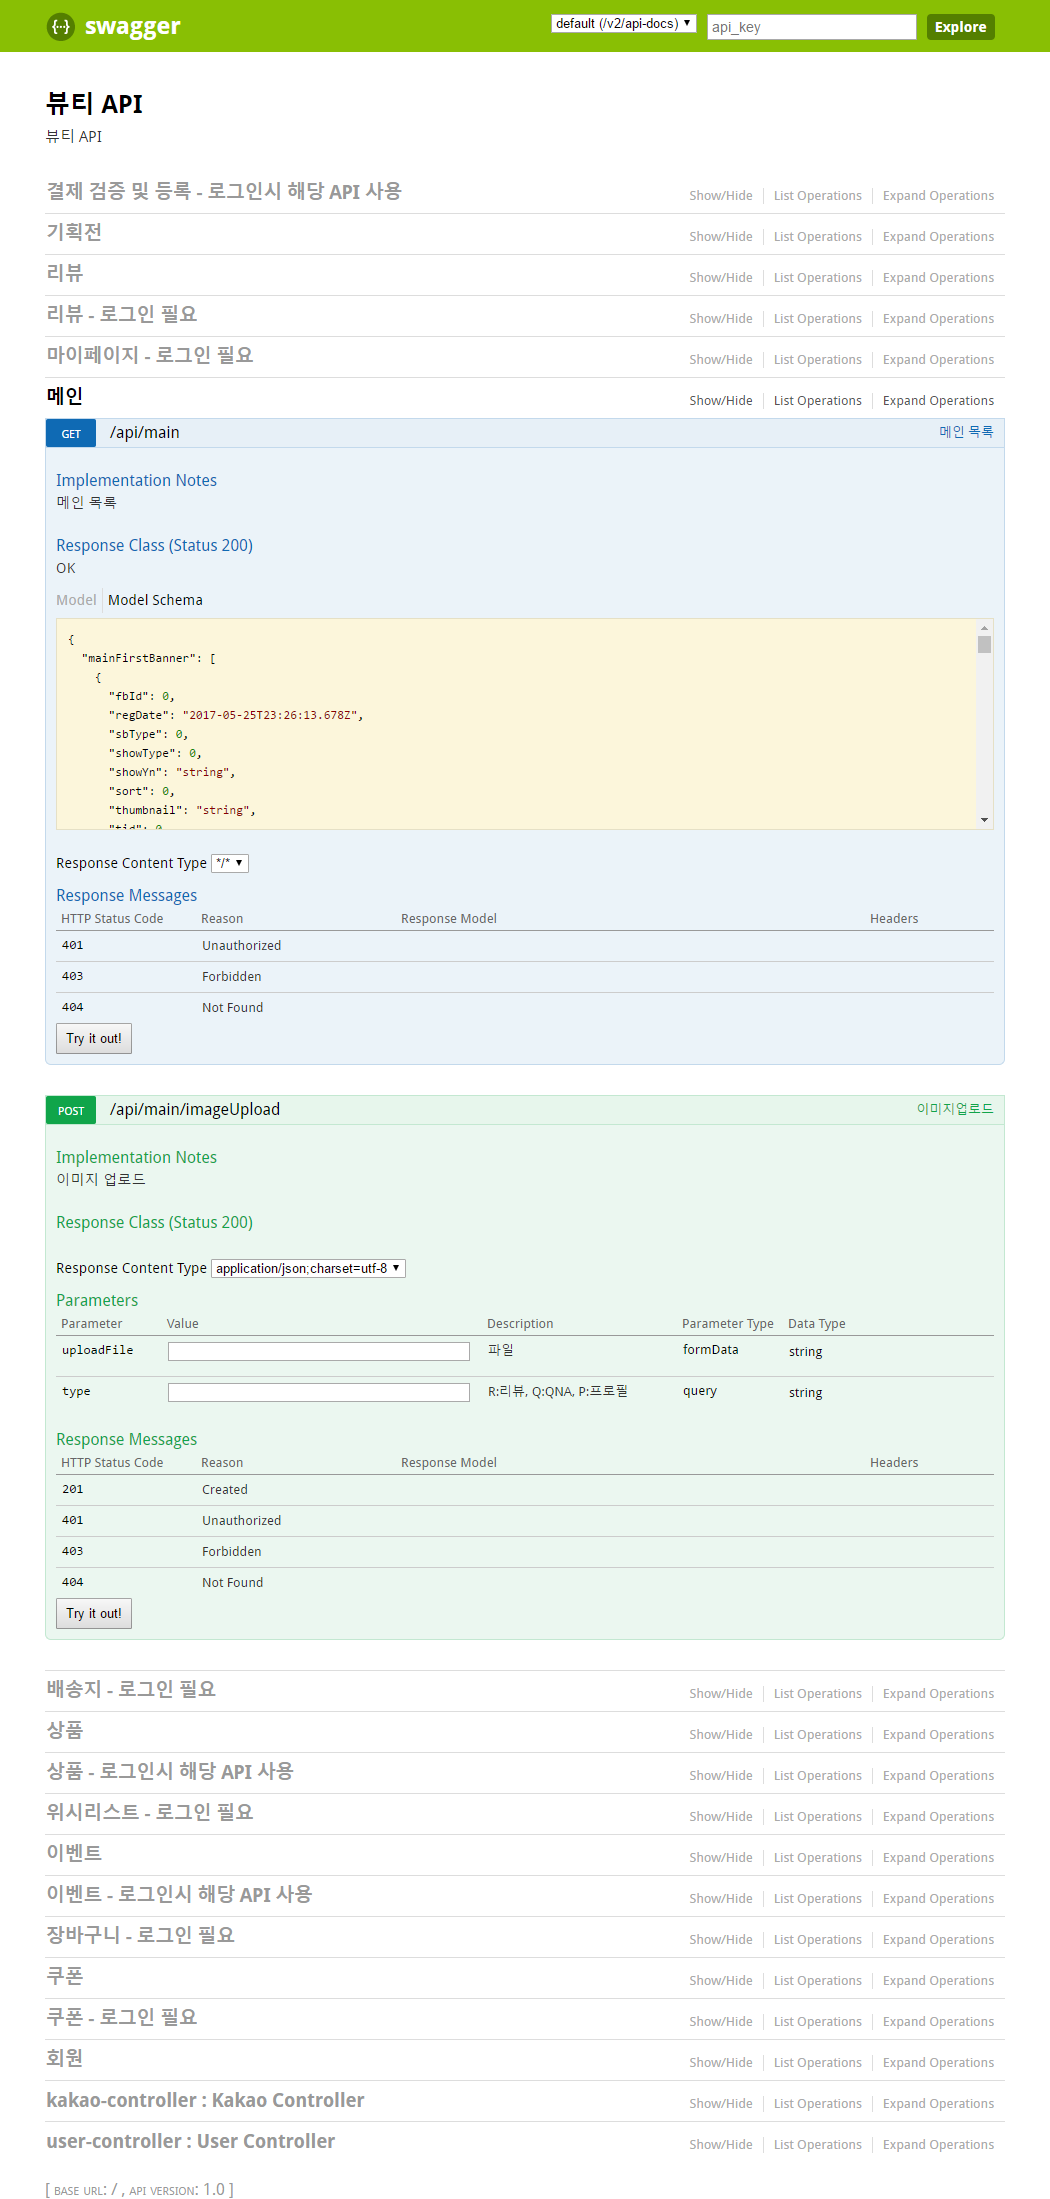 swagger
default (/v2/api-docs)
api_key
Explore
뷰티 API
뷰티 API
결제 검증 및 등록 - 로그인시 해당 API 사용 Show/Hide List Operations Expand Operations
기획전 Show/Hide List Operations Expand Operations
리뷰 Show/Hide List Operations Expand Operations
리뷰 - 로그인 필요 Show/Hide List Operations Expand Operations
마이페이지 - 로그인 필요 Show/Hide List Operations Expand Operations
메인 Show/Hide List Operations Expand Operations
GET /api/main 메인 목록
Implementation Notes
메인 목록
Response Class (Status 200)
OK
Model Model Schema
{
"mainFirstBanner": [
{
"fbId": 0,
"regDate": "2017-05-25T23:26:13.678Z",
"sbType": 0,
"showType": 0,
"showYn": "string",
"sort": 0,
"thumbnail": "string",
"tid": 0
Response Content Type */*
Response Messages
HTTP Status Code Reason Response Model Headers
401 Unauthorized
403 Forbidden
404 Not Found
Try it out!
POST /api/main/imageUpload 이미지업로드
Implementation Notes
이미지 업로드
Response Class (Status 200)
Response Content Type application/json;charset=utf-8
Parameters
Parameter Value Description Parameter Type Data Type
uploadFile 파일 formData string
type R:리뷰, Q:QNA, P:프로필 query string
Response Messages
HTTP Status Code Reason Response Model Headers
201 Created
401 Unauthorized
403 Forbidden
404 Not Found
Try it out!
배송지 - 로그인 필요 Show/Hide List Operations Expand Operations
상품 Show/Hide List Operations Expand Operations
상품 - 로그인시 해당 API 사용 Show/Hide List Operations Expand Operations
위시리스트 - 로그인 필요 Show/Hide List Operations Expand Operations
이벤트 Show/Hide List Operations Expand Operations
이벤트 - 로그인시 해당 API 사용 Show/Hide List Operations Expand Operations
장바구니 - 로그인 필요 Show/Hide List Operations Expand Operations
쿠폰 Show/Hide List Operations Expand Operations
쿠폰 - 로그인 필요 Show/Hide List Operations Expand Operations
회원 Show/Hide List Operations Expand Operations
kakao-controller : Kakao Controller Show/Hide List Operations Expand Operations
user-controller : User Controller Show/Hide List Operations Expand Operations
[ BASE URL: / , API VERSION: 1.0 ]